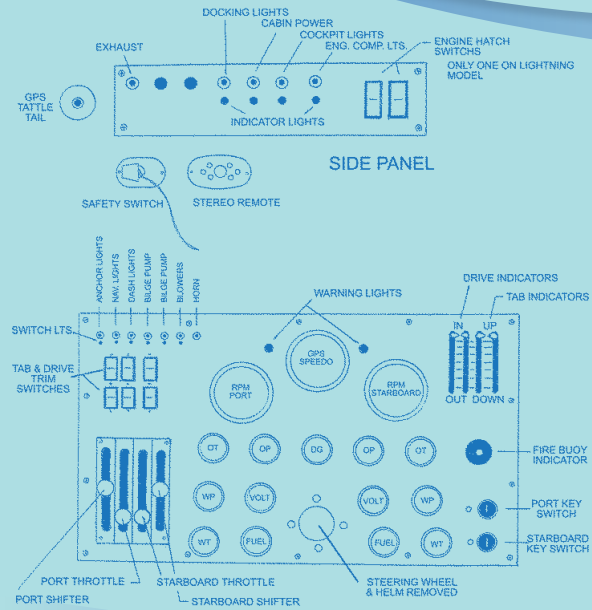 DOCKING LIGHTS
CABIN POWER
COCKPIT LIGHTS
ENG. COMP. LTS.
EXHAUST
ENGINE HATCH
SWITCHS
ONLY ONE ON LIGHTNING
MODEL
GPS
TATTLE
TAIL
INDICATOR LIGHTS
SIDE PANEL
SAFETY SWITCH
STEREO REMOTE
ANCHOR LIGHTS
NAV. LIGHTS
DASH LIGHTS
BILGE PUMP
BILGE PUMP
BLOWERS
HORN
DRIVE INDICATORS
TAB INDICATORS
WARNING LIGHTS
SWITCH LTS.
IN UP
GPS
SPEEDO
TAB & DRIVE
TRIM
SWITCHES
RPM
PORT
RPM
STARBOARD
OUT DOWN
OT OP DG OP OT
FIRE BUOY
INDICATOR
WP VOLT VOLT WP
PORT KEY
SWITCH
WT FUEL FUEL WT
STARBOARD
KEY SWITCH
PORT THROTTLE
STARBOARD THROTTLE
STEERING WHEEL
& HELM REMOVED
PORT SHIFTER
STARBOARD SHIFTER